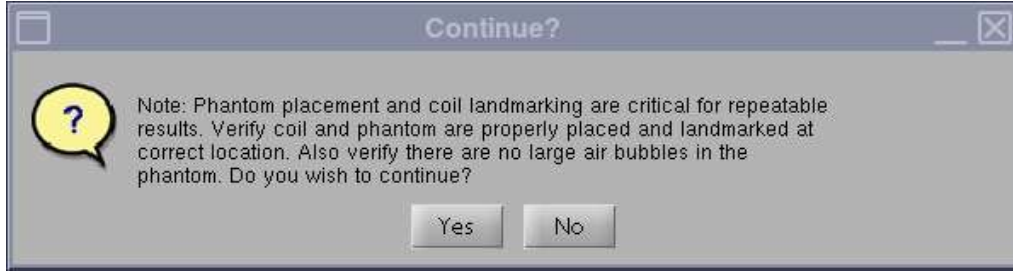 Continue?
?
Note: Phantom placement and coil landmarking are critical for repeatable
results. Verify coil and phantom are properly placed and landmarked at
correct location. Also verify there are no large air bubbles in the
phantom. Do you wish to continue?
Yes No